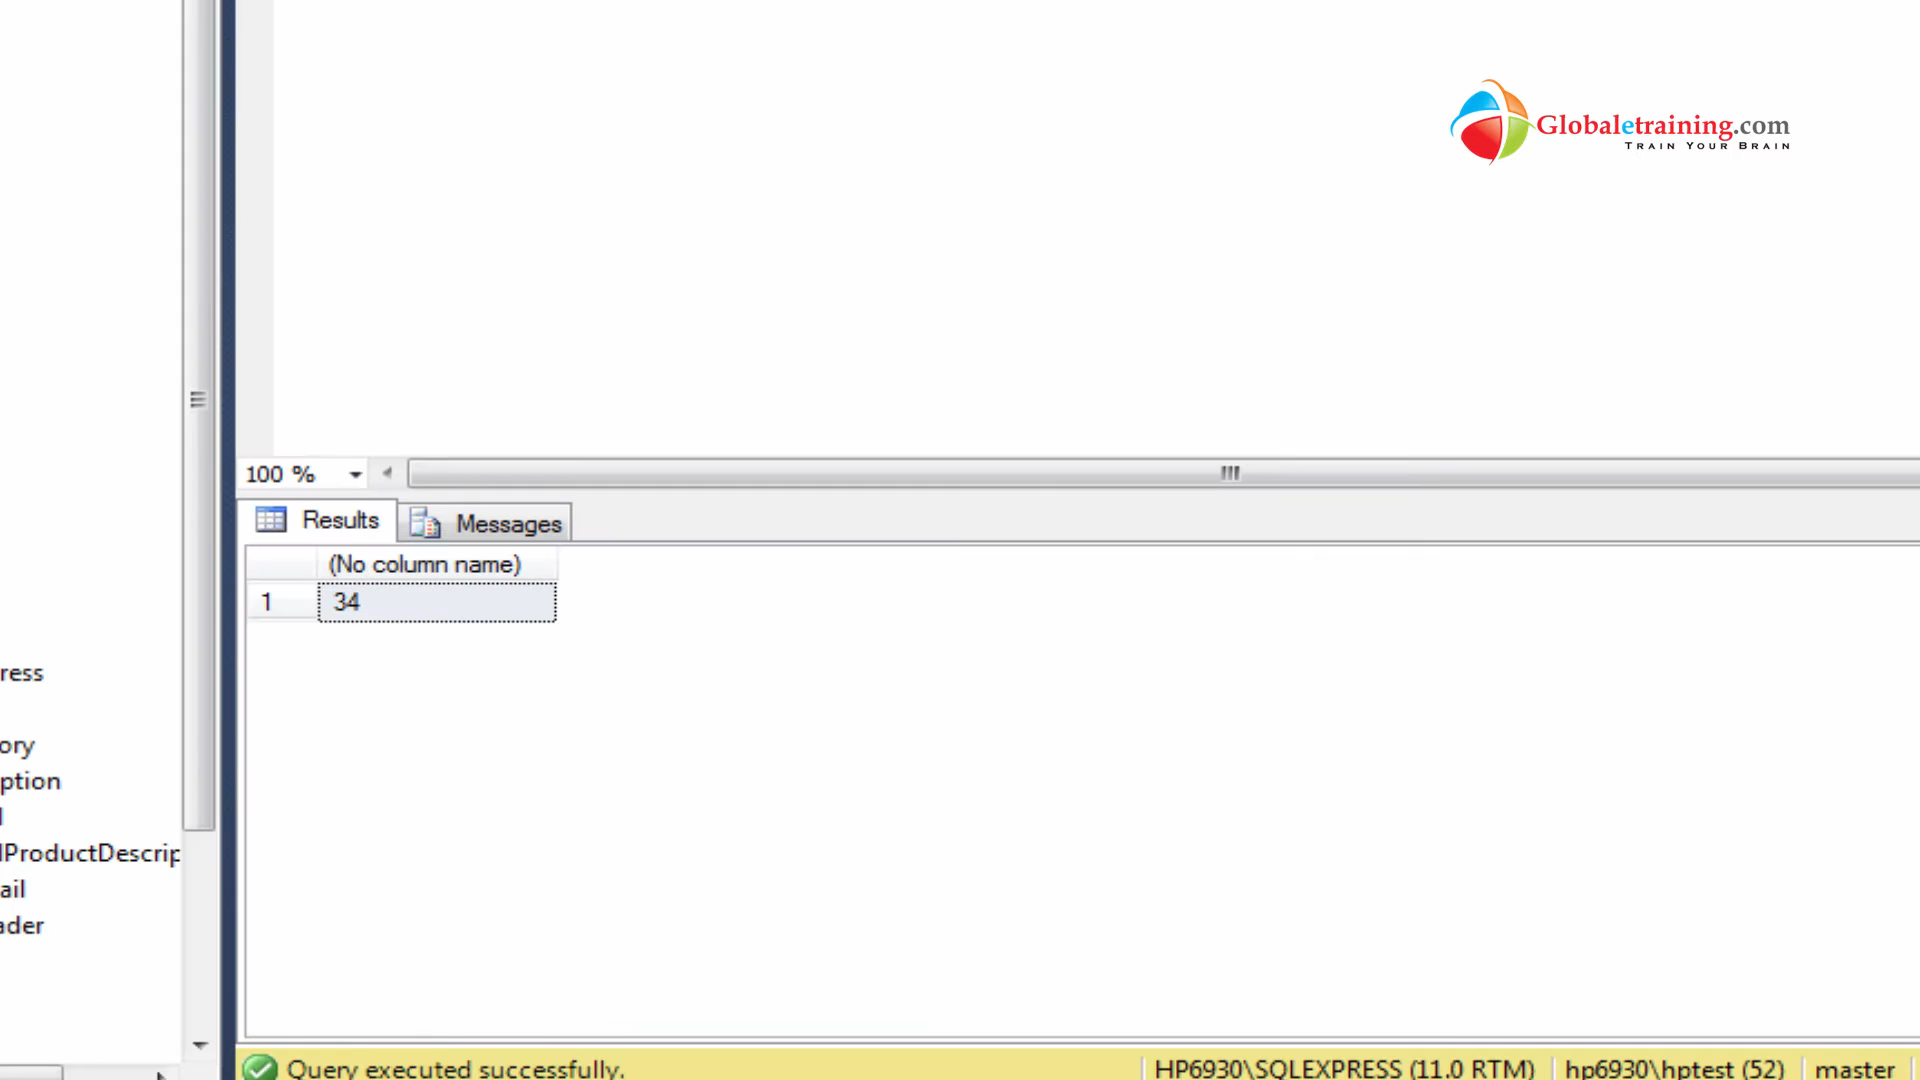 Globaletraining.com
TRAIN YOUR BRAIN
100 %
Results
Messages
(No column name)
1 34
ress
ory
ption
lProductDescrip
ail
ader
Query executed successfully.
HP6930\SQLEXPRESS (11.0 RTM)
hp6930\hptest (52)
master